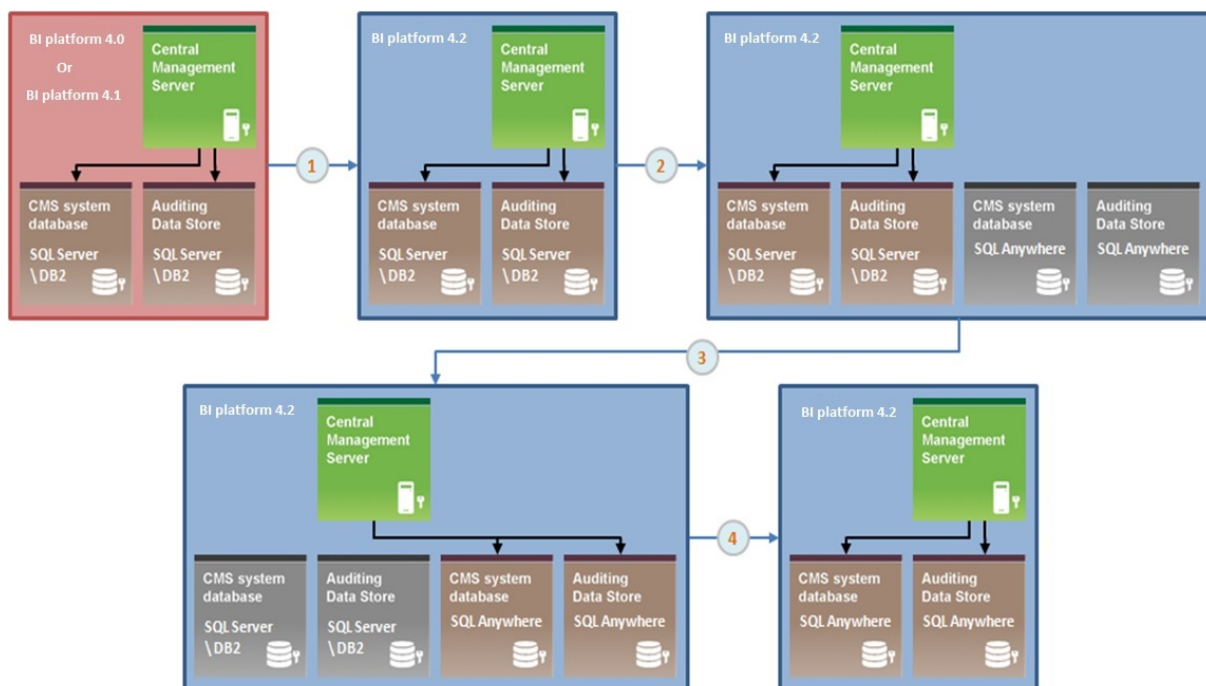 BI platform 4.0
Or
BI platform 4.1
Central
Management
Server
CMS system
database
SQL Server
\DB2
Auditing
Data Store
SQL Server
\DB2
1
BI platform 4.2
Central
Management
Server
CMS system
database
SQL Server
\DB2
Auditing
Data Store
SQL Server
\DB2
2
BI platform 4.2
Central
Management
Server
CMS system
database
SQL Server
\DB2
Auditing
Data Store
SQL Server
\DB2
CMS system
database
SQL Anywhere
Auditing
Data Store
SQL Anywhere
3
BI platform 4.2
Central
Management
Server
CMS system
database
SQL Server
\DB2
Auditing
Data Store
SQL Server
\DB2
CMS system
database
SQL Anywhere
Auditing
Data Store
SQL Anywhere
4
BI platform 4.2
Central
Management
Server
CMS system
database
SQL Anywhere
Auditing
Data Store
SQL Anywhere